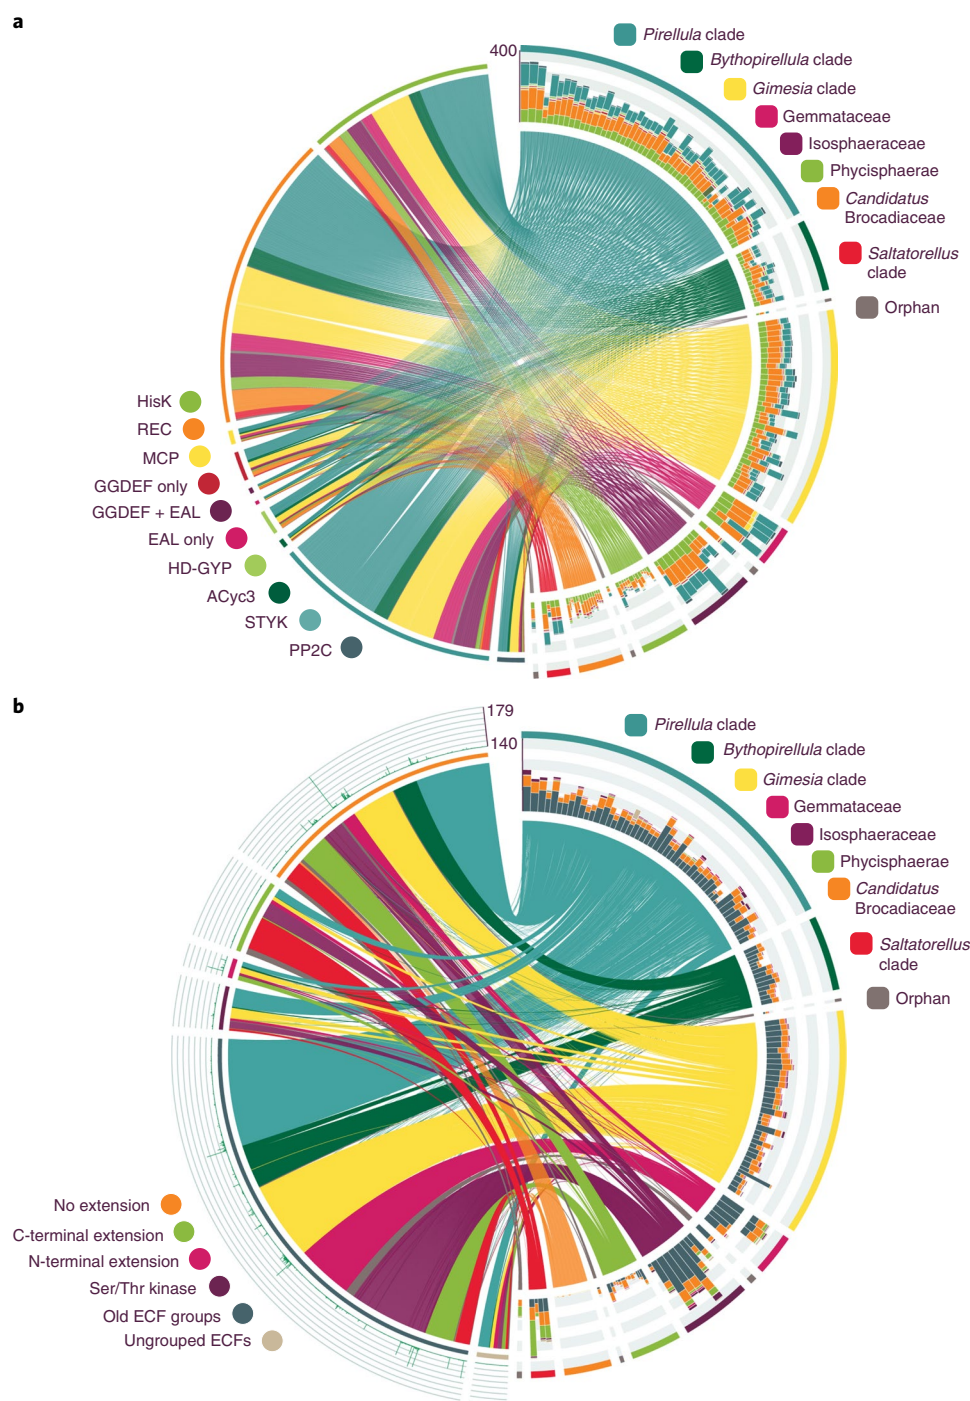 a
400
Pirellula clade
Bythopirellula clade
Gimesia clade
Gemmataceae
Isosphaeraceae
Phycisphaerae
Candidatus
Brocadiaceae
Saltatorellus
clade
Orphan
HisK
REC
MCP
GGDEF only
GGDEF + EAL
EAL only
HD-GYP
ACyc3
STYK
PP2C
b
179
140
Pirellula clade
Bythopirellula clade
Gimesia clade
Gemmataceae
Isosphaeraceae
Phycisphaerae
Candidatus
Brocadiaceae
Saltatorellus
clade
Orphan
No extension
C-terminal extension
N-terminal extension
Ser/Thr kinase
Old ECF groups
Ungrouped ECFs